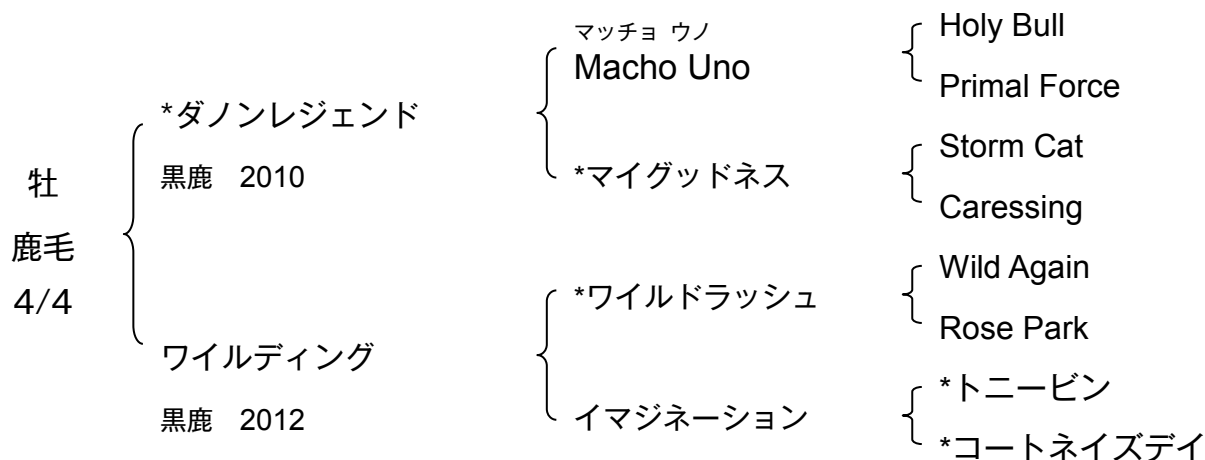 牡
鹿毛
4/4
*ダノンレジェンド
黒鹿 2010
ワイルディング
黒鹿 2012
マッチョ ウノ
Macho Uno
*マイグッドネス
*ワイルドラッシュ
イマジネーション
Holy Bull
Primal Force
Storm Cat
Caressing
Wild Again
Rose Park
*トニービン
*コートネイズデイ